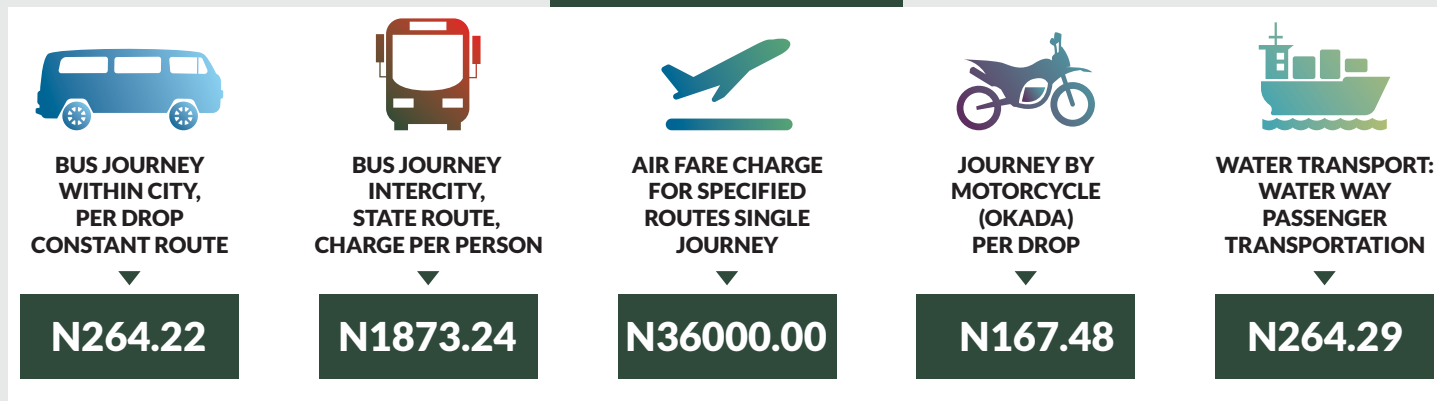 BUS JOURNEY
WITHIN CITY,
PER DROP
CONSTANT ROUTE
N264.22
BUS JOURNEY
INTERCITY,
STATE ROUTE,
CHARGE PER PERSON
N1873.24
AIR FARE CHARGE
FOR SPECIFIED
ROUTES SINGLE
JOURNEY
N36000.00
JOURNEY BY
MOTORCYCLE
(OKADA)
PER DROP
N167.48
WATER TRANSPORT:
WATER WAY
PASSENGER
TRANSPORTATION
N264.29